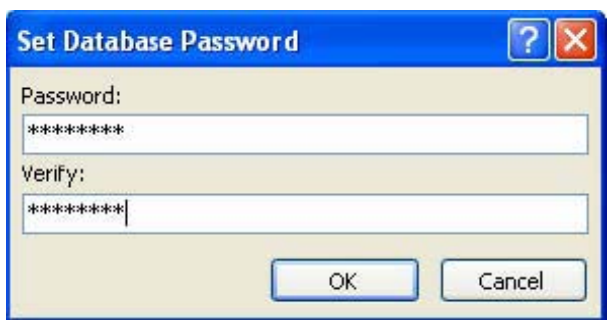 Set Database Password
Password:
********
Verify:
********
OK Cancel